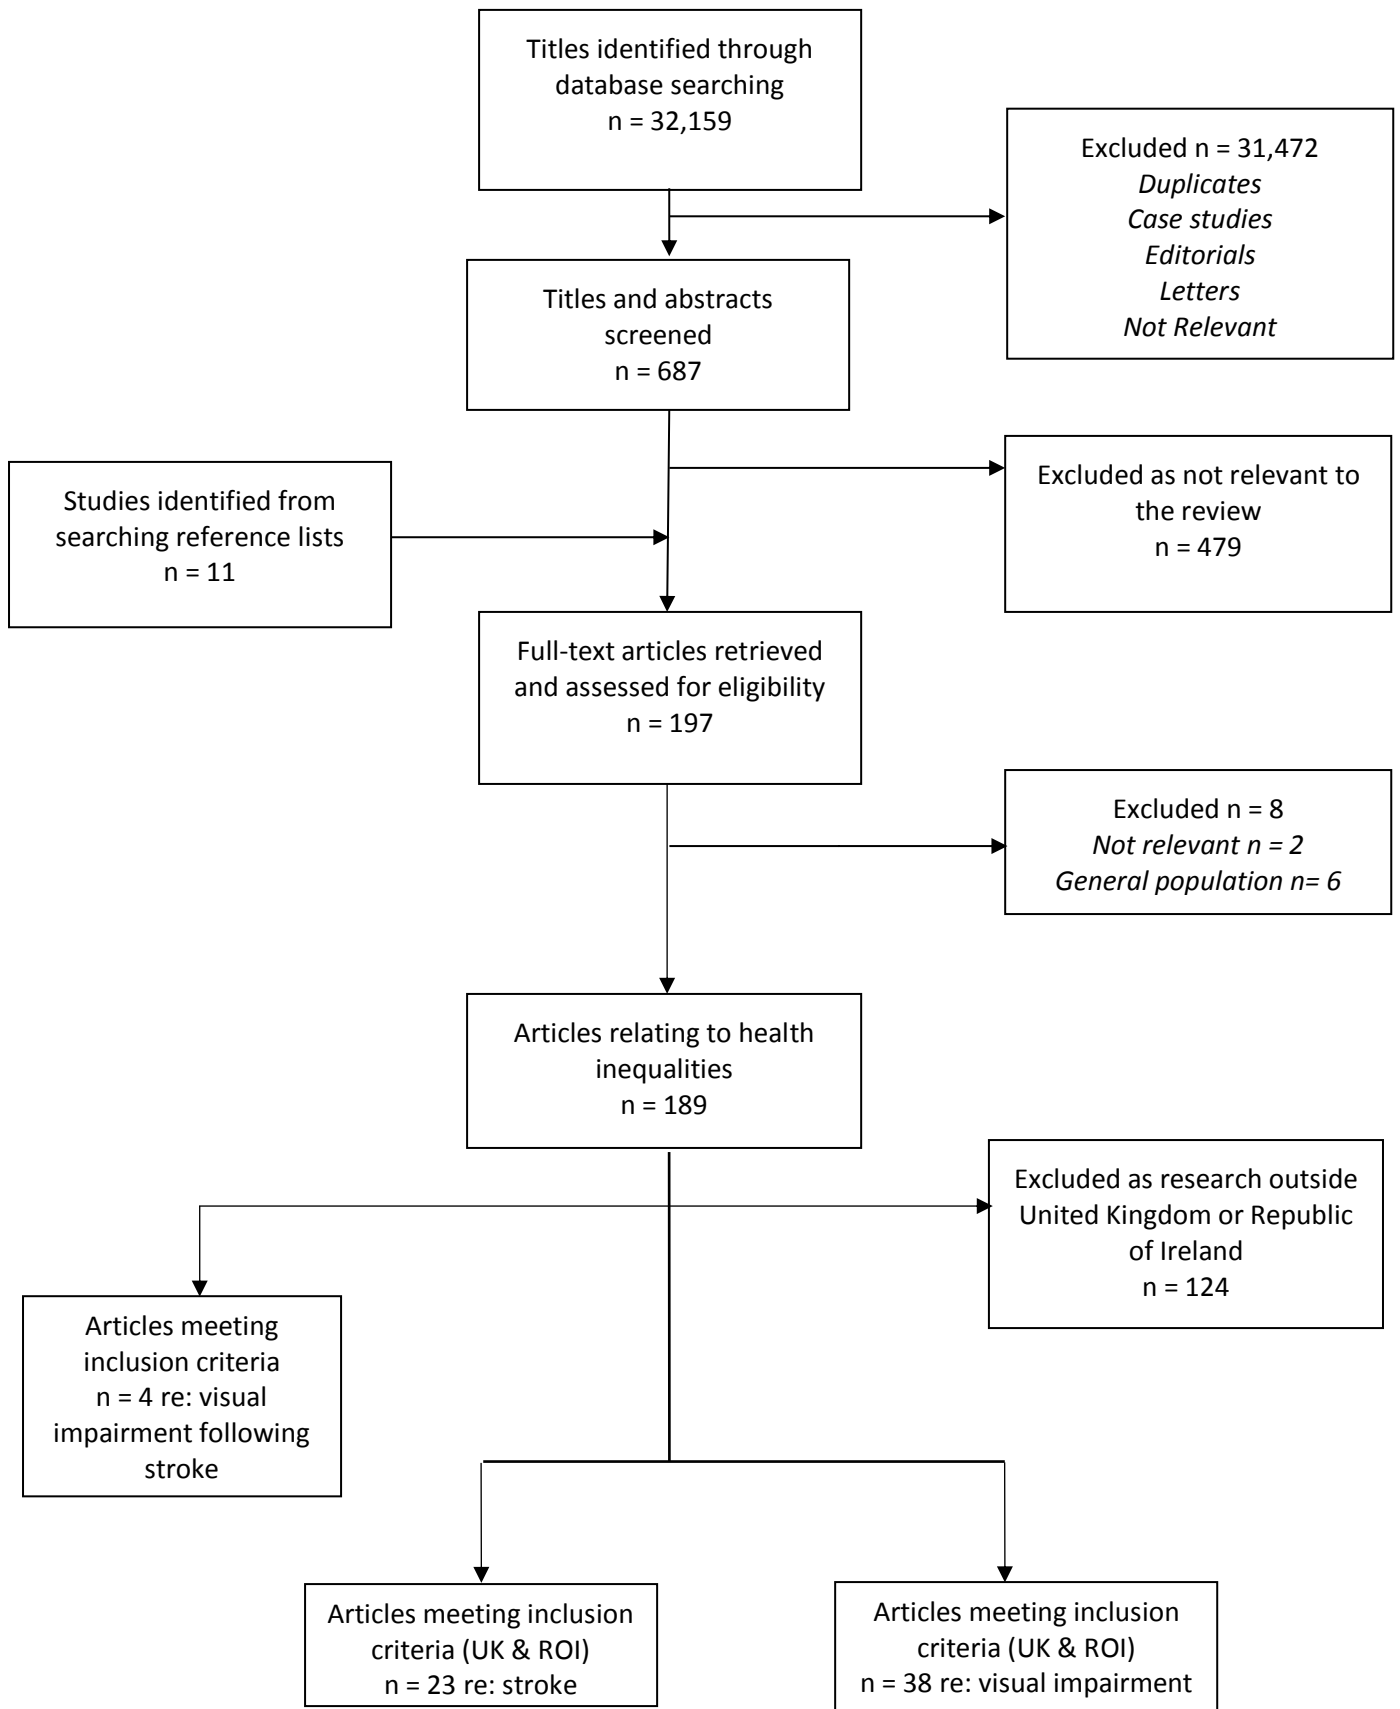 Titles identified through
database searching
n = 32,159
Excluded n = 31,472
Duplicates
Case studies
Editorials
Letters
Not Relevant
Titles and abstracts
screened
n = 687
Excluded as not relevant to
the review
n = 479
Studies identified from
searching reference lists
n = 11
Full-text articles retrieved
and assessed for eligibility
n = 197
Excluded n = 8
Not relevant n = 2
General population n= 6
Articles relating to health
inequalities
n = 189
Excluded as research outside
United Kingdom or Republic
of Ireland
n = 124
Articles meeting
inclusion criteria
n = 4 re: visual
impairment following
stroke
Articles meeting inclusion
criteria (UK & ROI)
n = 23 re: stroke
Articles meeting inclusion
criteria (UK & ROI)
n = 38 re: visual impairment